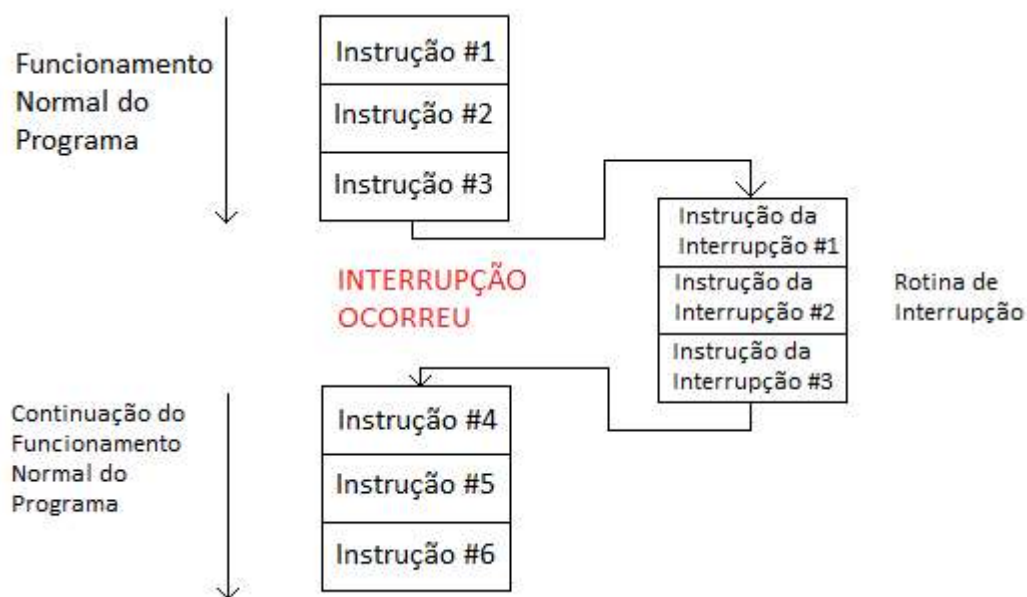 Funcionamento
Normal do
Programa
Instrução #1
Instrução #2
Instrução #3
INTERRUPÇÃO
OCORREU
Instrução da
Interrupção #1
Instrução da
Interrupção #2
Instrução da
Interrupção #3
Rotina de
Interrupção
Continuação do
Funcionamento
Normal do
Programa
Instrução #4
Instrução #5
Instrução #6